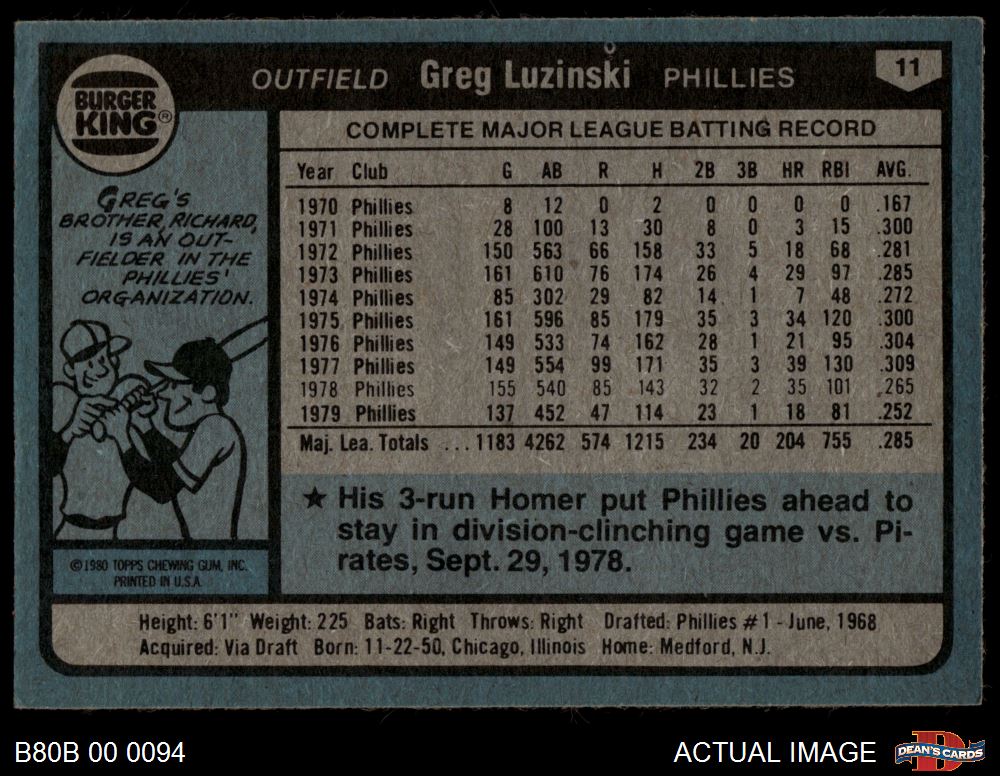 BURGER KING®
OUTFIELD Greg Luzinski PHILLIES 11
GREG'S
BROTHER, RICHARD,
IS AN OUT-
FIELDER IN THE
PHILLIES'
ORGANIZATION.
©1980 TOPPS CHEWING GUM, INC.
PRINTED IN U.S.A.
COMPLETE MAJOR LEAGUE BATTING RECORD
Year Club G AB R H 2B 3B HR RBI AVG.
1970 Phillies 8 12 0 2 0 0 0 0 .167
1971 Phillies 28 100 13 30 8 0 3 15 .300
1972 Phillies 150 563 66 158 33 5 18 68 .281
1973 Phillies 161 610 76 174 26 4 29 97 .285
1974 Phillies 85 302 29 82 14 1 7 48 .272
1975 Phillies 161 596 85 179 35 3 34 120 .300
1976 Phillies 149 533 74 162 28 1 21 95 .304
1977 Phillies 149 554 99 171 35 3 39 130 .309
1978 Phillies 155 540 85 143 32 2 35 101 .265
1979 Phillies 137 452 47 114 23 1 18 81 .252
Maj. Lea. Totals ... 1183 4262 574 1215 234 20 204 755 .285
★ His 3-run Homer put Phillies ahead to
stay in division-clinching game vs. Pi-
rates, Sept. 29, 1978.
Height: 6'1" Weight: 225 Bats: Right Throws: Right Drafted: Phillies #1 - June, 1968
Acquired: Via Draft Born: 11-22-50, Chicago, Illinois Home: Medford, N.J.
B80B 00 0094 ACTUAL IMAGE DEAN'S CARDS